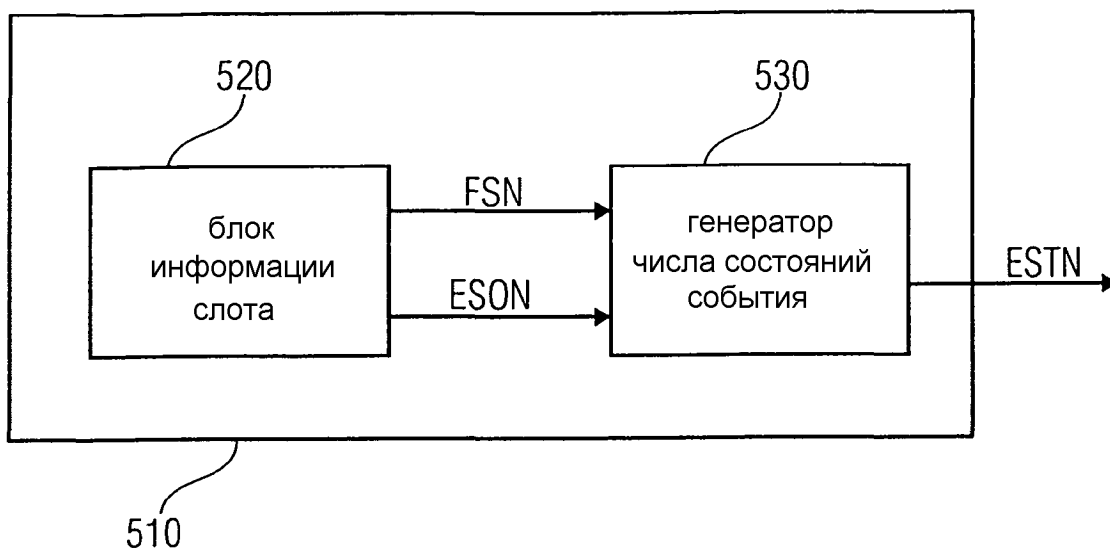 520
530
блок
информации
слота
FSN
ESON
генератор
числа состояний
события
ESTN
510